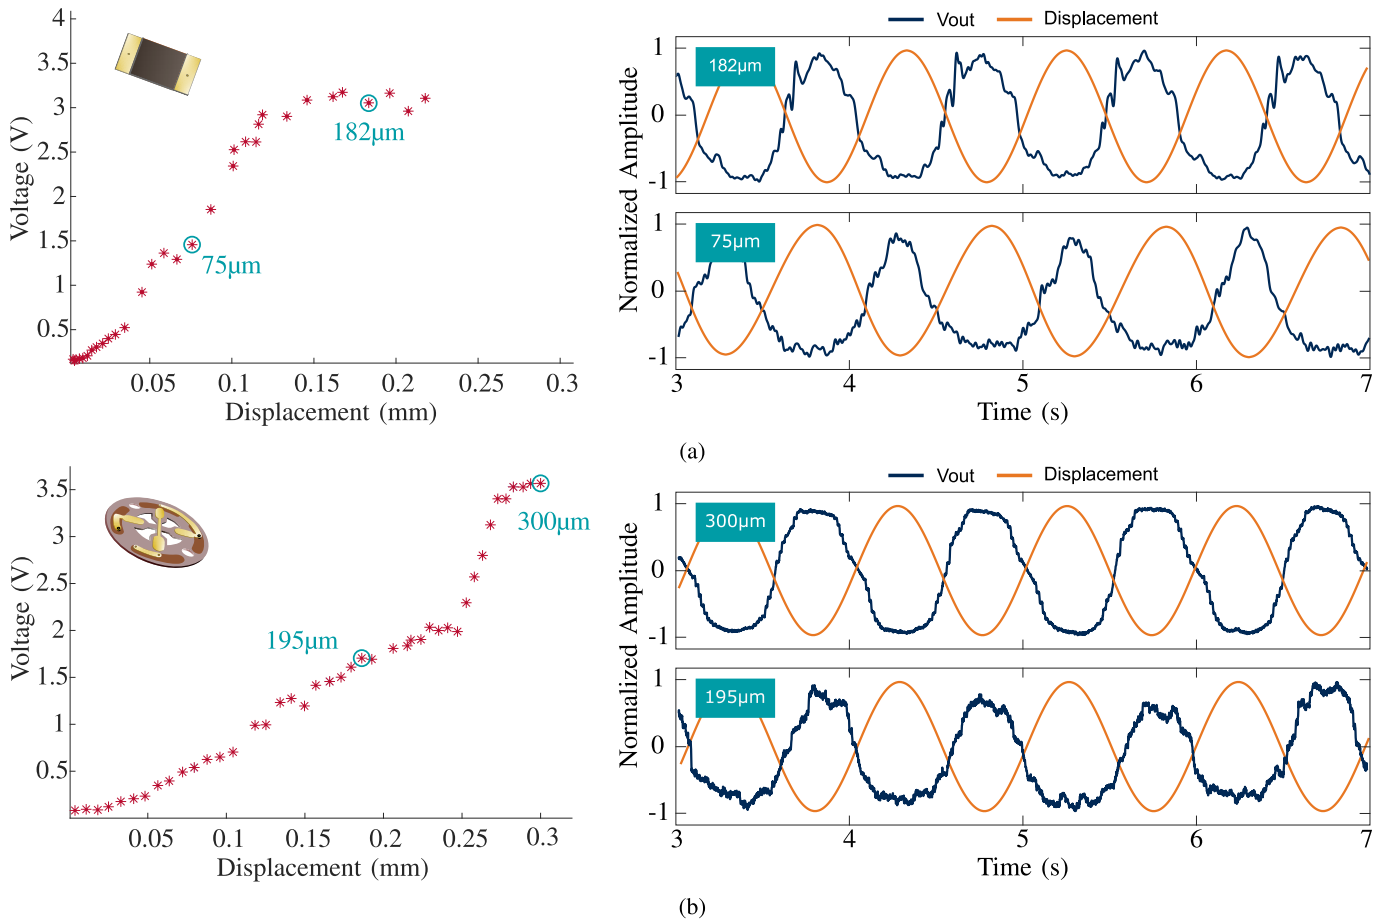 4
3.5
3
2.5
2
1.5
1
0.5
Voltage (V)
182µm
75µm
0.05
0.1
0.15
0.2
0.25
0.3
Displacement (mm)
Vout
Displacement
182µm
1
0
-1
75µm
1
0
-1
Normalized Amplitude
3
4
5
6
7
Time (s)
(a)
3.5
3
2.5
2
1.5
1
0.5
Voltage (V)
300µm
195µm
0.05
0.1
0.15
0.2
0.25
0.3
Displacement (mm)
Vout
Displacement
300µm
1
0
-1
195µm
1
0
-1
Normalized Amplitude
3
4
5
6
7
Time (s)
(b)